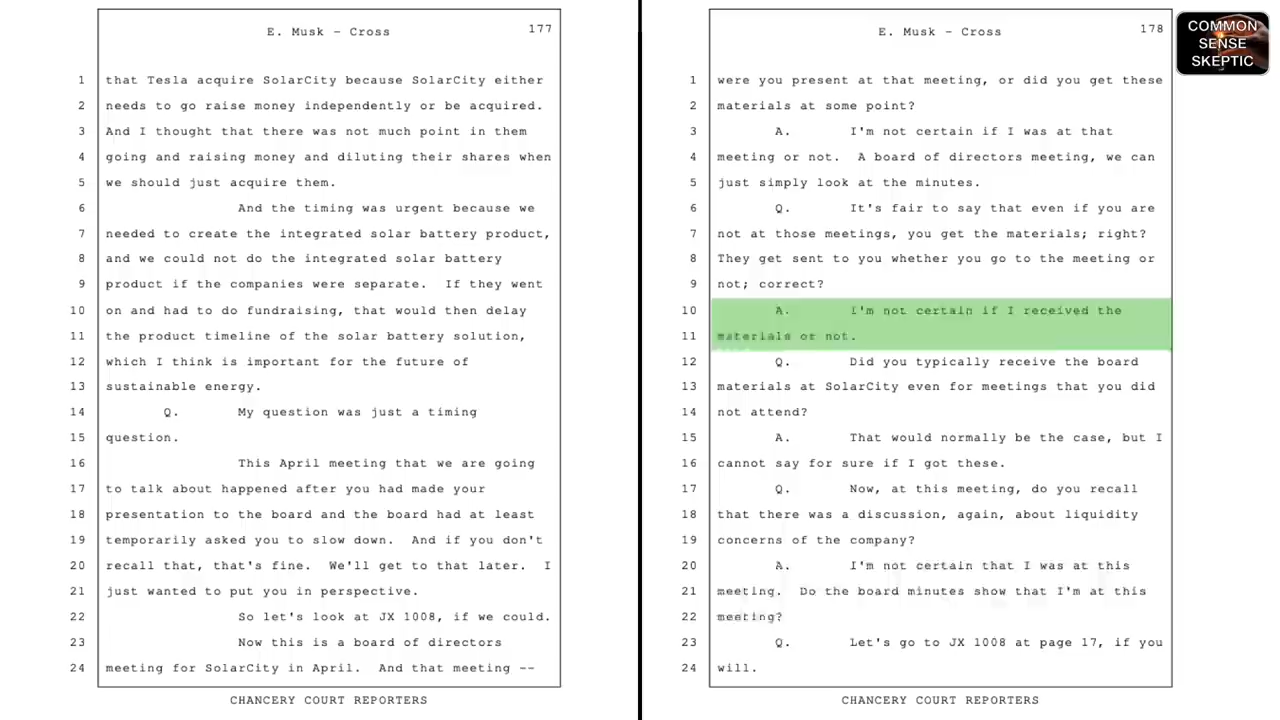 E. Musk - Cross 177
1 that Tesla acquire SolarCity because SolarCity either
2 needs to go raise money independently or be acquired.
3 And I thought that there was not much point in them
4 going and raising money and diluting their shares when
5 we should just acquire them.
6 And the timing was urgent because we
7 needed to create the integrated solar battery product,
8 and we could not do the integrated solar battery
9 product if the companies were separate. If they went
10 on and had to do fundraising, that would then delay
11 the product timeline of the solar battery solution,
12 which I think is important for the future of
13 sustainable energy.
14 Q. My question was just a timing
15 question.
16 This April meeting that we are going
17 to talk about happened after you had made your
18 presentation to the board and the board had at least
19 temporarily asked you to slow down. And if you don't
20 recall that, that's fine. We'll get to that later. I
21 just wanted to put you in perspective.
22 So let's look at JX 1008, if we could.
23 Now this is a board of directors
24 meeting for SolarCity in April. And that meeting --
CHANCERY COURT REPORTERS
E. Musk - Cross 178
1 were you present at that meeting, or did you get these
2 materials at some point?
3 A. I'm not certain if I was at that
4 meeting or not. A board of directors meeting, we can
5 just simply look at the minutes.
6 Q. It's fair to say that even if you are
7 not at those meetings, you get the materials; right?
8 They get sent to you whether you go to the meeting or
9 not; correct?
10 A. I'm not certain if I received the
11 materials or not.
12 Q. Did you typically receive the board
13 materials at SolarCity even for meetings that you did
14 not attend?
15 A. That would normally be the case, but I
16 cannot say for sure if I got these.
17 Q. Now, at this meeting, do you recall
18 that there was a discussion, again, about liquidity
19 concerns of the company?
20 A. I'm not certain that I was at this
21 meeting. Do the board minutes show that I'm at this
22 meeting?
23 Q. Let's go to JX 1008 at page 17, if you
24 will.
CHANCERY COURT REPORTERS
COMMON
SENSE
SKEPTIC